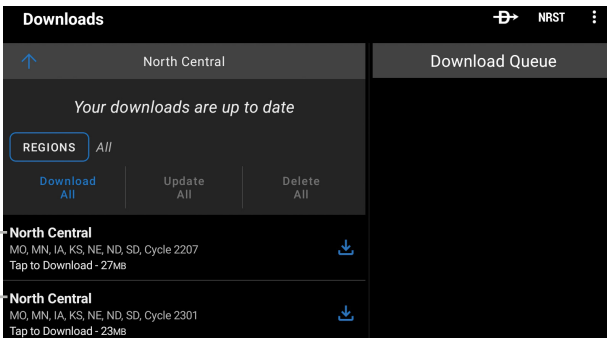 Downloads
D NRST
North Central
Download Queue
Your downloads are up to date
REGIONS All
Download All
Update All
Delete All
North Central
MO, MN, IA, KS, NE, ND, SD, Cycle 2207
Tap to Download - 27MB
North Central
MO, MN, IA, KS, NE, ND, SD, Cycle 2301
Tap to Download - 23MB